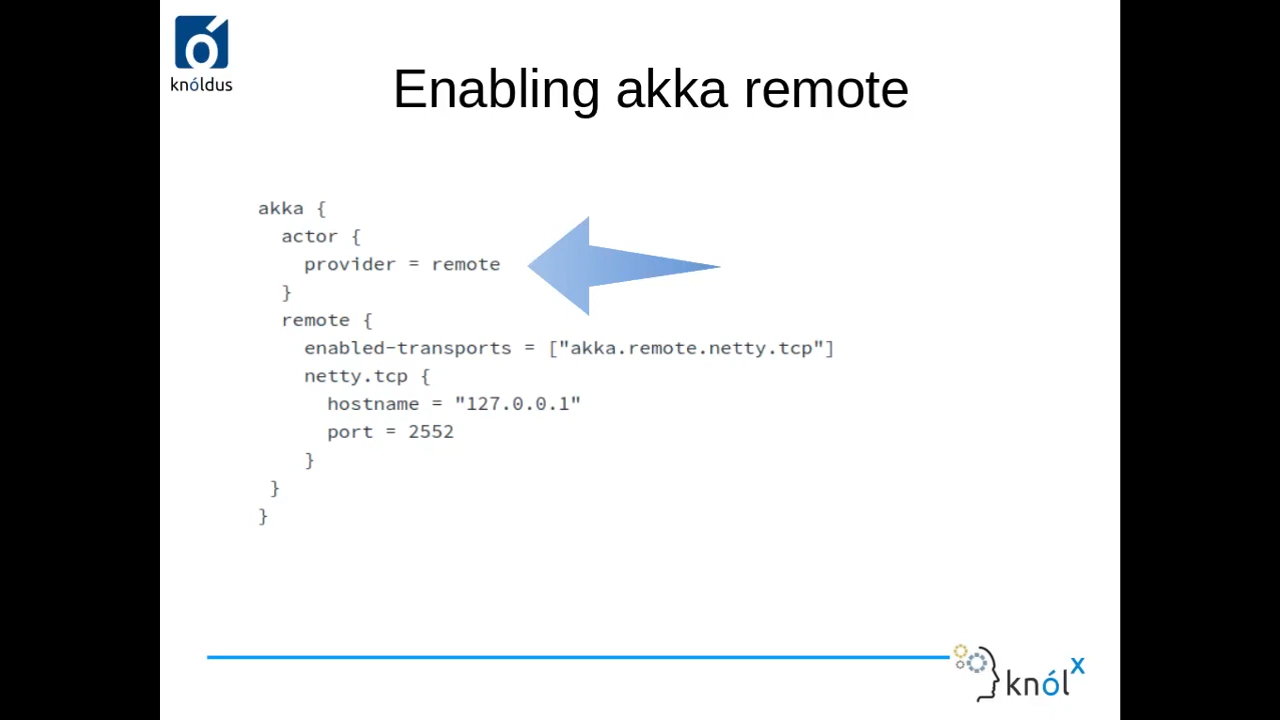 knóldus
Enabling akka remote
akka {
  actor {
    provider = remote
  }
  remote {
    enabled-transports = ["akka.remote.netty.tcp"]
    netty.tcp {
      hostname = "127.0.0.1"
      port = 2552
    }
 }
}
knólx